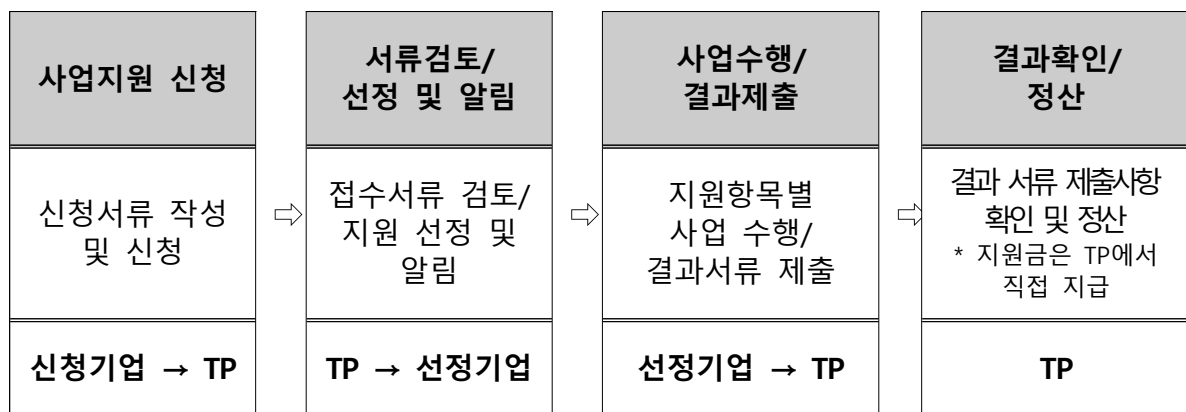 사업지원 신청
서류검토/
선정 및 알림
사업수행/
결과제출
결과확인/
정산
신청서류 작성
및 신청
⇨
접수서류 검토/
지원 선정 및
알림
⇨
지원항목별
사업 수행/
결과서류 제출
⇨
결과 서류 제출사항
확인 및 정산
* 지원금은 TP에서
직접 지급
신청기업 → TP
TP → 선정기업
선정기업 → TP
TP